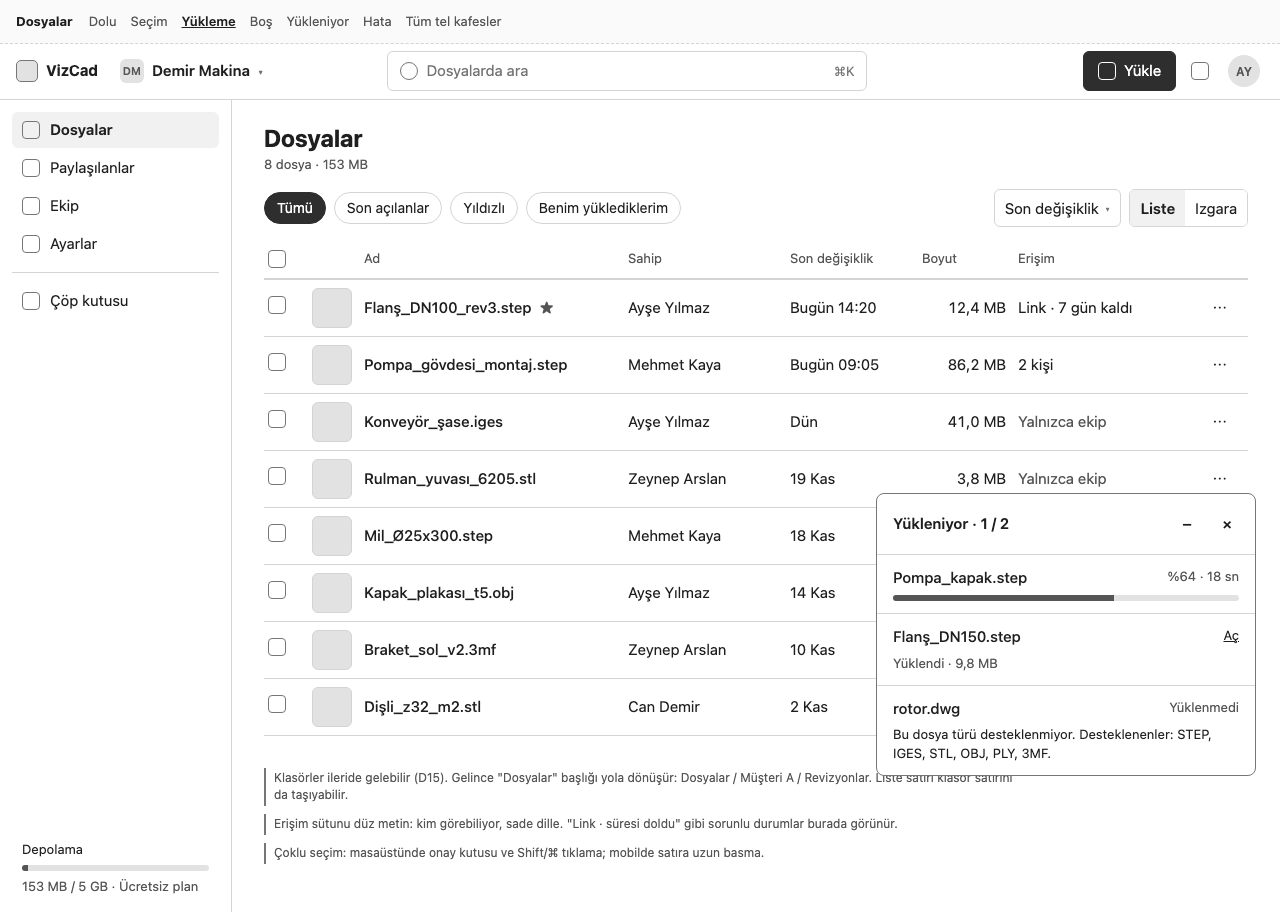 Dosyalar Dolu Seçim Yükleme Boş Yükleniyor Hata Tüm tel kafesler
VizCad DM Demir Makina Dosyalarda ara ⌘K Yükle AY
Dosyalar
Paylaşılanlar
Ekip
Ayarlar
Çöp kutusu
Depolama
153 MB / 5 GB · Ücretsiz plan
Dosyalar
8 dosya · 153 MB
Tümü Son açılanlar Yıldızlı Benim yüklediklerim Son değişiklik Liste Izgara
Ad Sahip Son değişiklik Boyut Erişim
Flanş_DN100_rev3.step ★ Ayşe Yılmaz Bugün 14:20 12,4 MB Link · 7 gün kaldı ···
Pompa_gövdesi_montaj.step Mehmet Kaya Bugün 09:05 86,2 MB 2 kişi ···
Konveyör_şase.iges Ayşe Yılmaz Dün 41,0 MB Yalnızca ekip ···
Rulman_yuvası_6205.stl Zeynep Arslan 19 Kas 3,8 MB Yalnızca ekip ···
Mil_Ø25x300.step Mehmet Kaya 18 Kas
Kapak_plakası_t5.obj Ayşe Yılmaz 14 Kas
Braket_sol_v2.3mf Zeynep Arslan 10 Kas
Dişli_z32_m2.stl Can Demir 2 Kas
Yükleniyor · 1 / 2 – ×
Pompa_kapak.step %64 · 18 sn
Flanş_DN150.step Aç
Yüklendi · 9,8 MB
rotor.dwg Yüklenmedi
Bu dosya türü desteklenmiyor. Desteklenenler: STEP,
IGES, STL, OBJ, PLY, 3MF.
Klasörler ileride gelebilir (D15). Gelince "Dosyalar" başlığı yola dönüşür: Dosyalar / Müşteri A / Revizyonlar. Liste satırı klasör satırını
da taşıyabilir.
Erişim sütunu düz metin: kim görebiliyor, sade dille. "Link · süresi doldu" gibi sorunlu durumlar burada görünür.
Çoklu seçim: masaüstünde onay kutusu ve Shift/⌘ tıklama; mobilde satıra uzun basma.